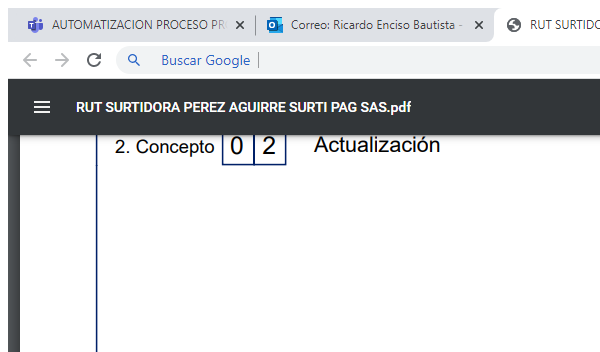 AUTOMATIZACION PROCESO PR
Correo: Ricardo Enciso Bautista -
RUT SURTIDO
Buscar Google
RUT SURTIDORA PEREZ AGUIRRE SURTI PAG SAS.pdf
2. Concepto 0 2 Actualización